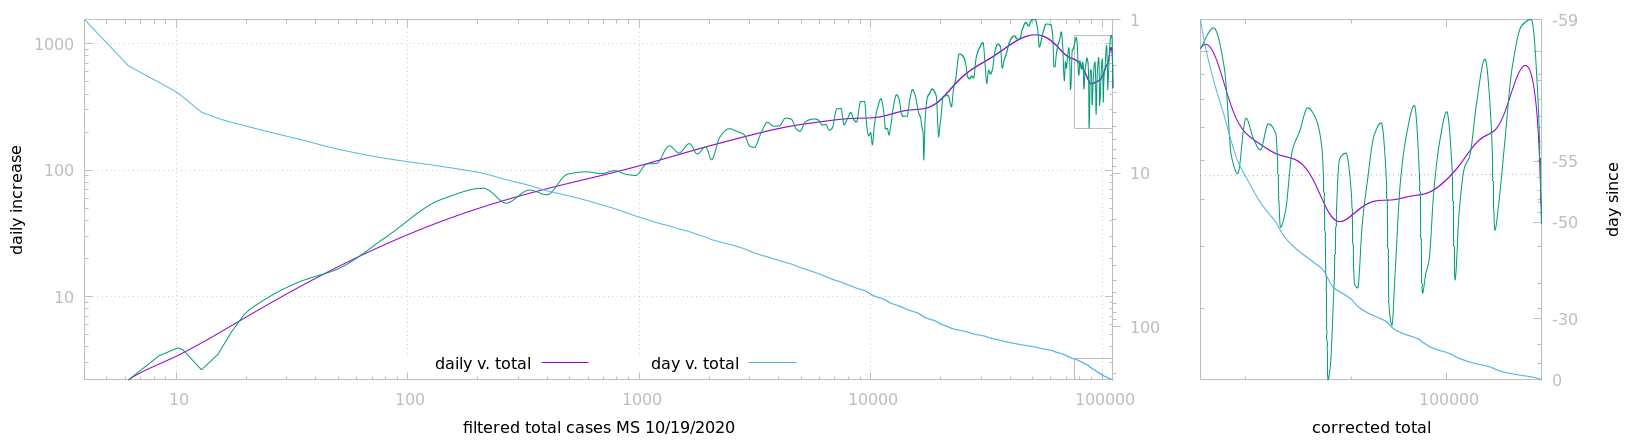 daily increase
1000
100
10
10
100
1000
10000
100000
1
10
100
daily v. total
day v. total
filtered total cases MS 10/19/2020
100000
corrected total
-59
-55
-50
-30
0
day since